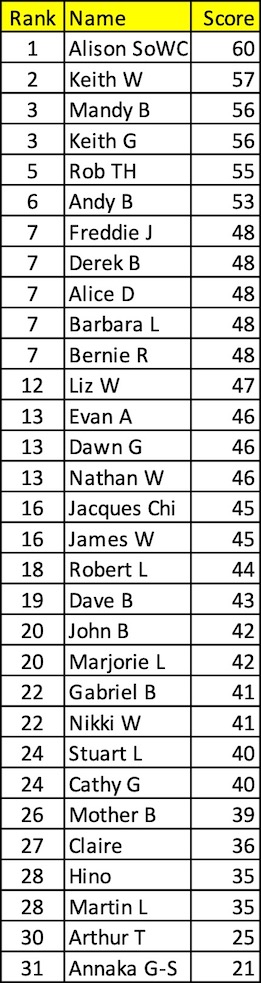 Rank Name Score
1 Alison SoWC 60
2 Keith W 57
3 Mandy B 56
3 Keith G 56
5 Rob TH 55
6 Andy B 53
7 Freddie J 48
7 Derek B 48
7 Alice D 48
7 Barbara L 48
7 Bernie R 48
12 Liz W 47
13 Evan A 46
13 Dawn G 46
13 Nathan W 46
16 Jacques Chi 45
16 James W 45
18 Robert L 44
19 Dave B 43
20 John B 42
20 Marjorie L 42
22 Gabriel B 41
22 Nikki W 41
24 Stuart L 40
24 Cathy G 40
26 Mother B 39
27 Claire 36
28 Hino 35
28 Martin L 35
30 Arthur T 25
31 Annaka G-S 21